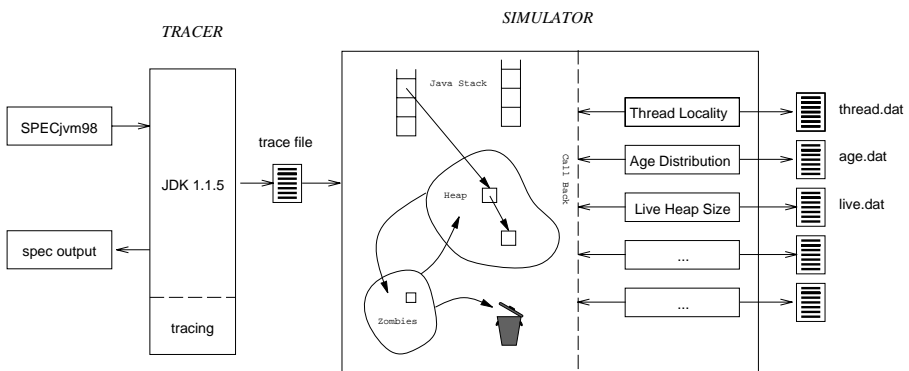 SIMULATOR
TRACER
SPECjvm98
JDK 1.1.5
spec output
tracing
trace file
Java Stack
Heap
Zombies
Call Back
Thread Locality
thread.dat
Age Distribution
age.dat
Live Heap Size
live.dat
...
...